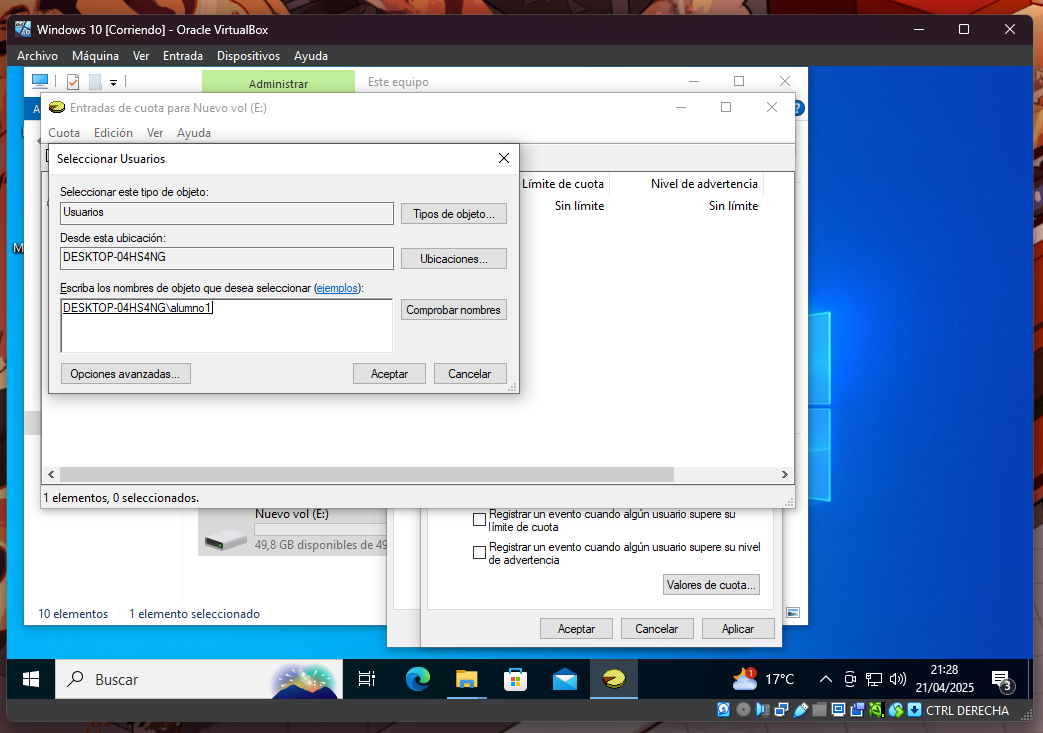 Windows 10 [Corriendo] - Oracle VirtualBox
Archivo Máquina Ver Entrada Dispositivos Ayuda
Administrar Este equipo
Entradas de cuota para Nuevo vol (E:)
Cuota Edición Ver Ayuda
Seleccionar Usuarios
Seleccionar este tipo de objeto:
Usuarios
Tipos de objeto...
Desde esta ubicación:
DESKTOP-04HS4NG
Ubicaciones...
Escriba los nombres de objeto que desea seleccionar (ejemplos):
DESKTOP-04HS4NG\alumno1
Comprobar nombres
Opciones avanzadas...
Aceptar
Cancelar
Límite de cuota Nivel de advertencia
Sin límite Sin límite
1 elementos, 0 seleccionados.
Nuevo vol (E:)
49,8 GB disponibles de 49
Registrar un evento cuando algún usuario supere su
límite de cuota
Registrar un evento cuando algún usuario supere su nivel
de advertencia
Valores de cuota...
10 elementos 1 elemento seleccionado
Aceptar Cancelar Aplicar
Buscar
1
17°C
21:28
21/04/2025
3
CTRL DERECHA